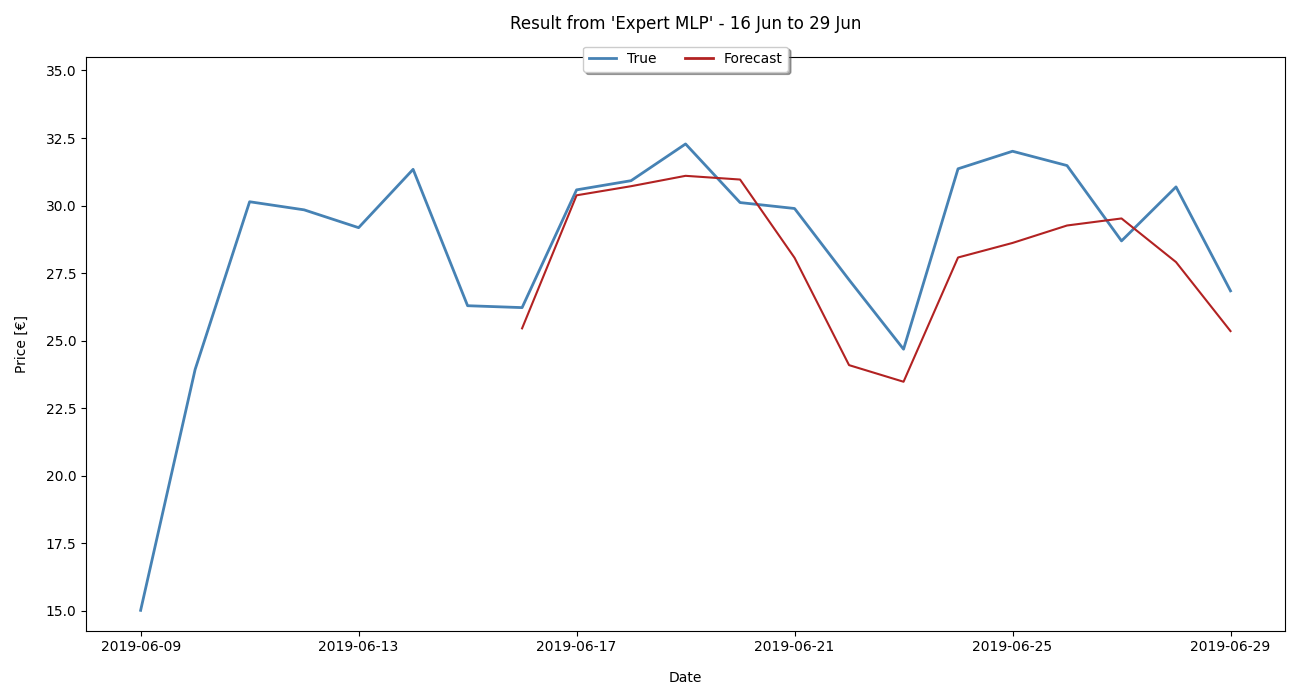 Result from 'Expert MLP' - 16 Jun to 29 Jun
True Forecast
35.0
32.5
30.0
27.5
25.0
22.5
20.0
17.5
15.0
Price [€]
2019-06-09 2019-06-13 2019-06-17 2019-06-21 2019-06-25 2019-06-29
Date